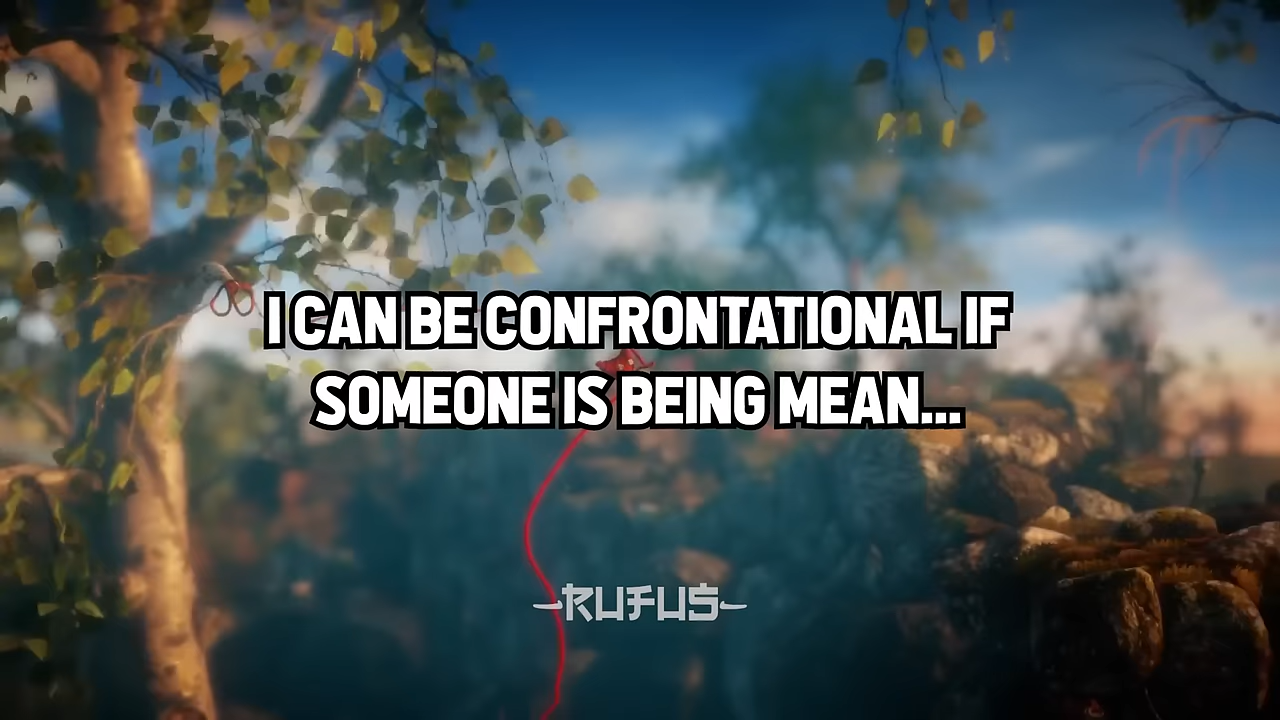 I CAN BE CONFRONTATIONAL IF
SOMEONE IS BEING MEAN...
-RUFUS-